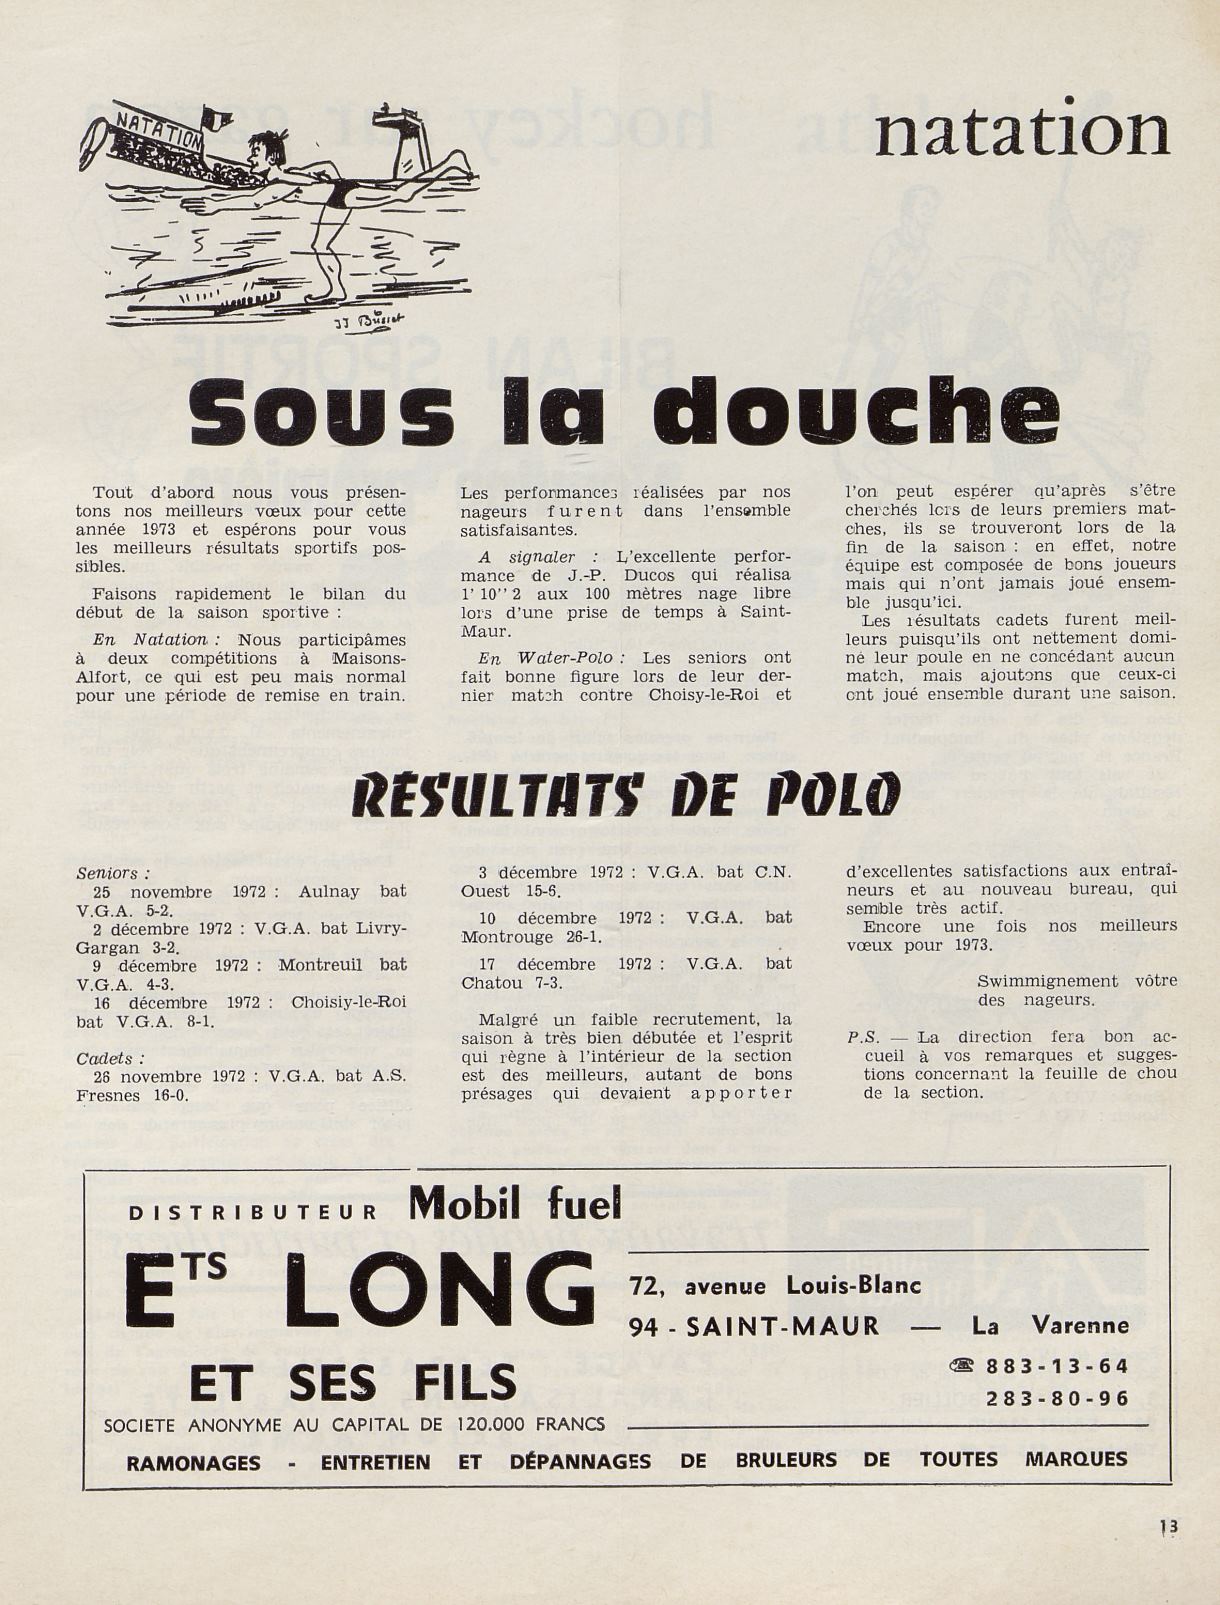 natation
NATATION
JJ Busset
Sous la douche
Tout d'abord nous vous présen-
tons nos meilleurs vœux pour cette
année 1973 et espérons pour vous
les meilleurs résultats sportifs pos-
sibles.
Faisons rapidement le bilan du
début de la saison sportive :
En Natation : Nous participâmes
à deux compétitions à Maisons-
Alfort, ce qui est peu mais normal
pour une période de remise en train.
Les performances réalisées par nos
nageurs furent dans l'ensemble
satisfaisantes.
A signaler : L'excellente perfor-
mance de J.-P. Ducos qui réalisa
1' 10'' 2 aux 100 mètres nage libre
lors d'une prise de temps à Saint-
Maur.
En Water-Polo : Les seniors ont
fait bonne figure lors de leur der-
nier match contre Choisy-le-Roi et
l'on peut espérer qu'après s'être
cherchés lors de leurs premiers mat-
ches, ils se trouveront lors de la
fin de la saison : en effet, notre
équipe est composée de bons joueurs
mais qui n'ont jamais joué ensem-
ble jusqu'ici.
Les résultats cadets furent meil-
leurs puisqu'ils ont nettement domi-
né leur poule en ne concédant aucun
match, mais ajoutons que ceux-ci
ont joué ensemble durant une saison.
RÉSULTATS DE POLO
Seniors :
25 novembre 1972 : Aulnay bat
V.G.A. 5-2.
2 décembre 1972 : V.G.A. bat Livry-
Gargan 3-2.
9 décembre 1972 : Montreuil bat
V.G.A. 4-3.
16 décembre 1972 : Choisiy-le-Roi
bat V.G.A. 8-1.
Cadets :
26 novembre 1972 : V.G.A. bat A.S.
Fresnes 16-0.
3 décembre 1972 : V.G.A. bat C.N.
Ouest 15-6.
10 décembre 1972 : V.G.A. bat
Montrouge 26-1.
17 décembre 1972 : V.G.A. bat
Chatou 7-3.
Malgré un faible recrutement, la
saison à très bien débutée et l'esprit
qui règne à l'intérieur de la section
est des meilleurs, autant de bons
présages qui devaient apporter
d'excellentes satisfactions aux entraî-
neurs et au nouveau bureau, qui
semble très actif.
Encore une fois nos meilleurs
vœux pour 1973.
Swimmignement vôtre
des nageurs.
P.S. — La direction fera bon ac-
cueil à vos remarques et sugges-
tions concernant la feuille de chou
de la section.
DISTRIBUTEUR Mobil fuel
ETS LONG
ET SES FILS
SOCIETE ANONYME AU CAPITAL DE 120.000 FRANCS
72, avenue Louis-Blanc
94 - SAINT-MAUR — La Varenne
☎ 883-13-64
283-80-96
RAMONAGES - ENTRETIEN ET DÉPANNAGES DE BRULEURS DE TOUTES MARQUES
13